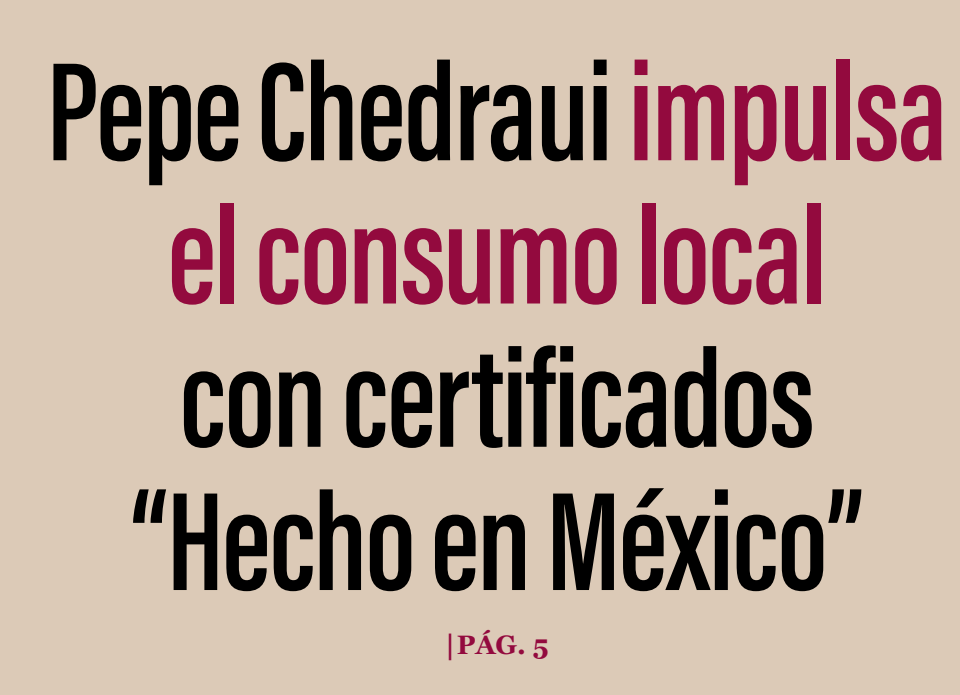 Pepe Chedraui impulsa
el consumo local
con certificados
“Hecho en México”
|PÁG. 5